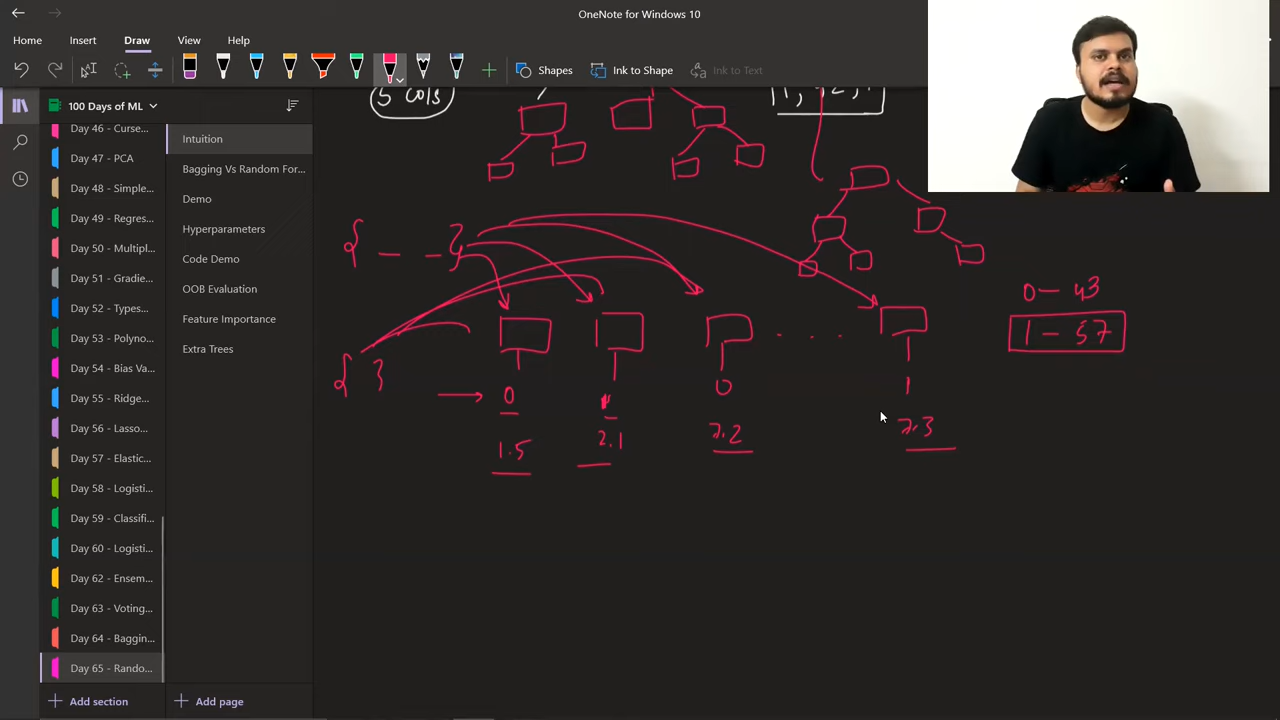 OneNote for Windows 10
Home Insert Draw View Help
Shapes Ink to Shape Ink to Text
100 Days of ML
Day 46 - Curse...
Day 47 - PCA
Day 48 - Simple...
Day 49 - Regres...
Day 50 - Multipl...
Day 51 - Gradie...
Day 52 - Types...
Day 53 - Polyno...
Day 54 - Bias Va...
Day 55 - Ridge...
Day 56 - Lasso...
Day 57 - Elastic...
Day 58 - Logisti...
Day 59 - Classifi...
Day 60 - Logisti...
Day 62 - Ensem...
Day 63 - Voting...
Day 64 - Baggin...
Day 65 - Rando...
Add section
Intuition
Bagging Vs Random For...
Demo
Hyperparameters
Code Demo
OOB Evaluation
Feature Importance
Extra Trees
Add page
5 cols
{ _ _ }
0 — 43
1 — 57
{ }
0 0 1
1.5 2.1 7.2 7.3